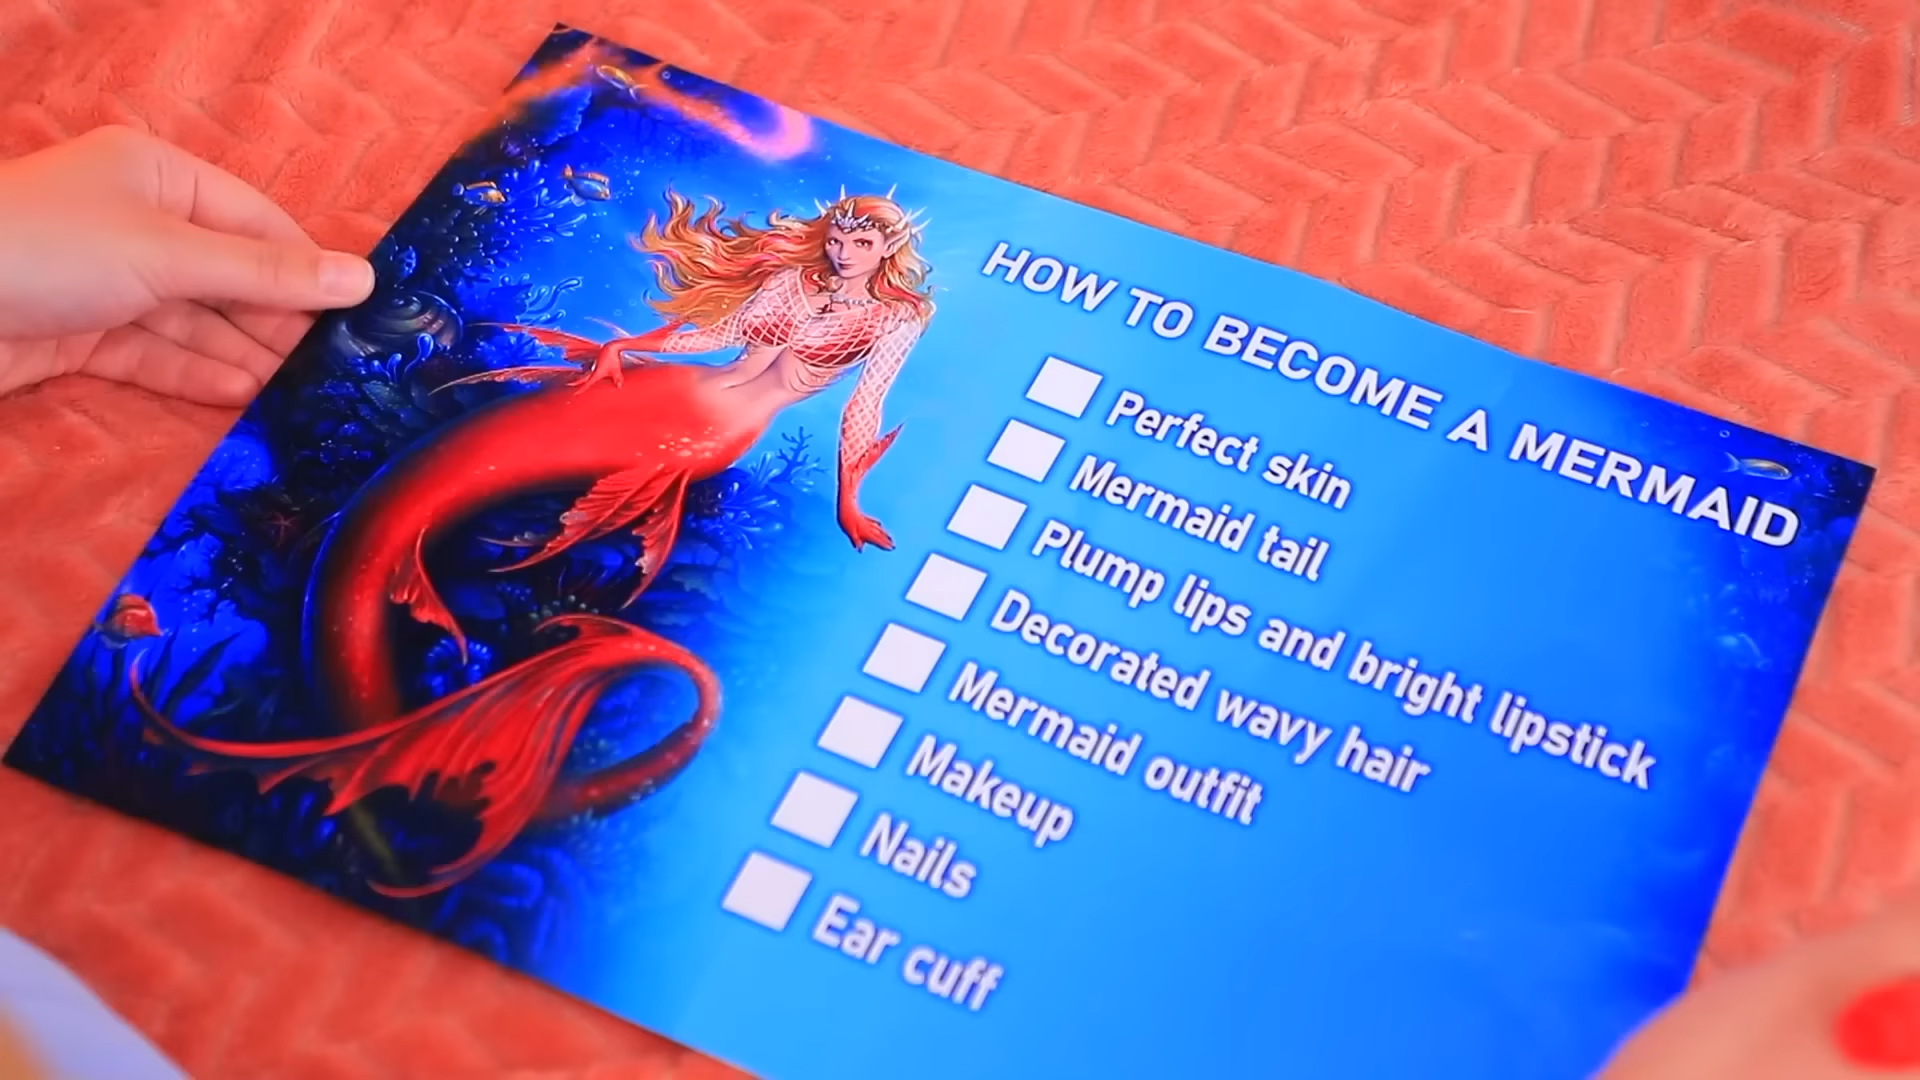 HOW TO BECOME A MERMAID
Perfect skin
Mermaid tail
Plump lips and bright lipstick
Decorated wavy hair
Mermaid outfit
Makeup
Nails
Ear cuff